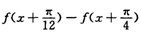 f(x + π/12) − f(x + π/4)